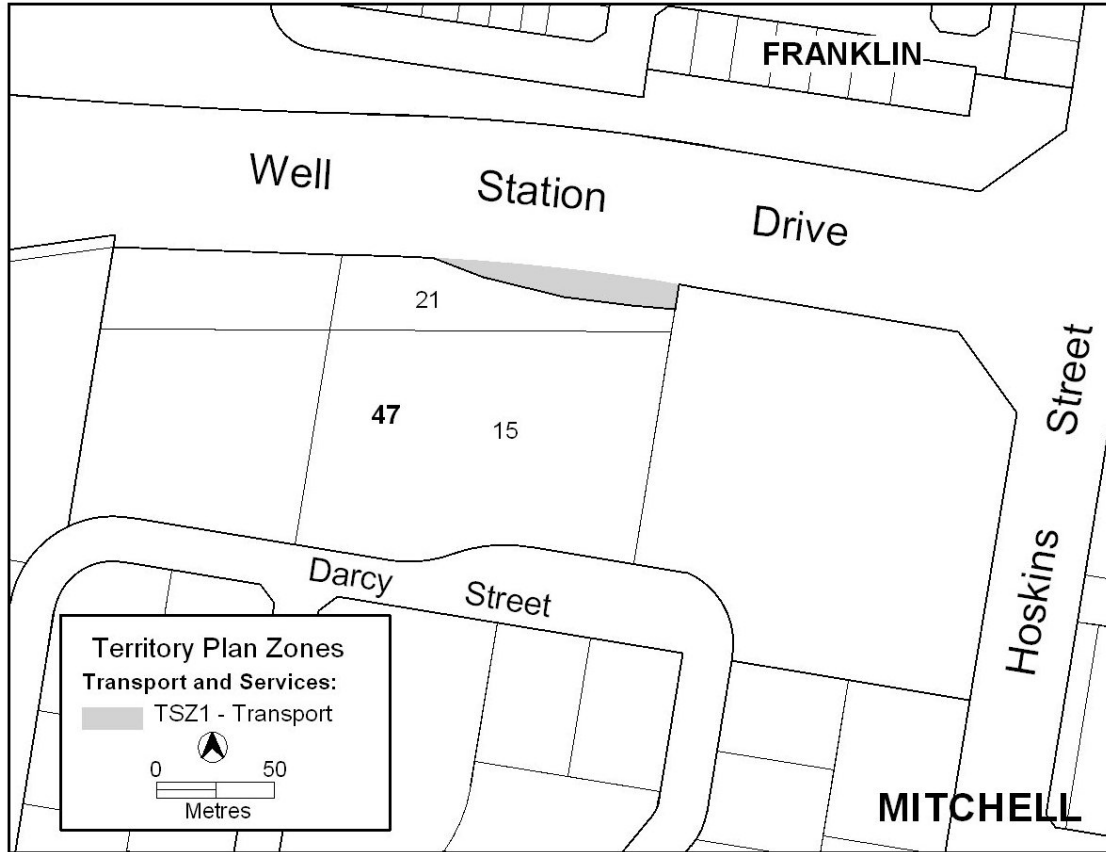 FRANKLIN
Well Station Drive
21
47
15
Street
Hoskins
Darcy Street
Territory Plan Zones
Transport and Services:
TSZ1 - Transport
0 50
Metres
MITCHELL